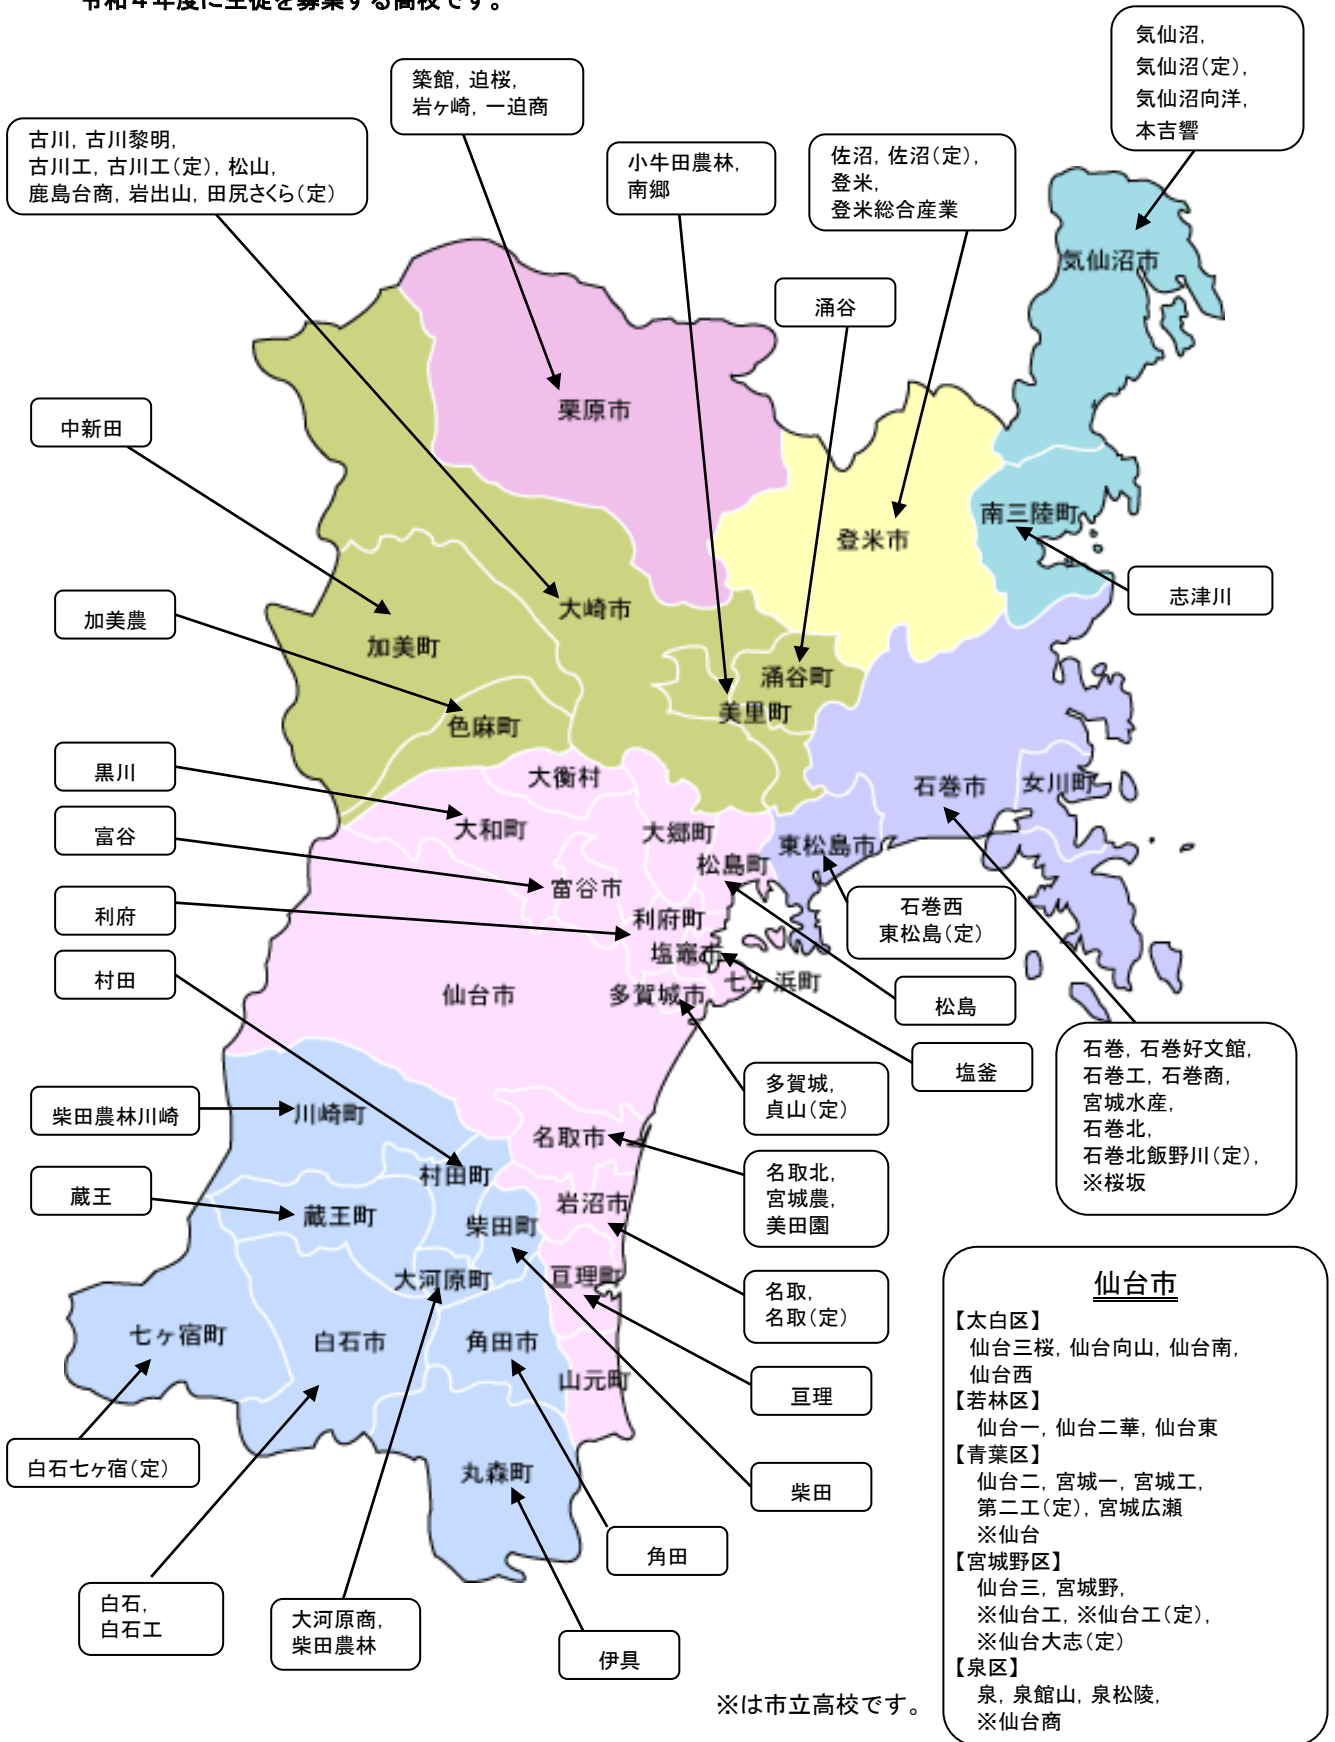 令和４年度に生徒を募集する高校です。
気仙沼,
気仙沼（定）,
気仙沼向洋,
本吉響
築館, 迫桜,
岩ヶ崎, 一迫商
古川, 古川黎明,
古川工, 古川工（定）, 松山,
鹿島台商, 岩出山, 田尻さくら（定）
小牛田農林,
南郷
佐沼, 佐沼（定）,
登米,
登米総合産業
気仙沼市
涌谷
栗原市
中新田
南三陸町
登米市
志津川
加美農
大崎市
加美町
涌谷町
美里町
色麻町
黒川
大衡村
石巻市
女川町
富谷
大和町
大郷町
東松島市
松島町
富谷市
利府
利府町
石巻西
東松島（定）
村田
塩竈市
七ヶ浜町
仙台市
多賀城市
松島
塩釜
多賀城,
貞山（定）
石巻, 石巻好文館,
石巻工, 石巻商,
宮城水産,
石巻北,
石巻北飯野川（定）,
※桜坂
柴田農林川崎
川崎町
名取市
村田町
名取北,
宮城農,
美田園
蔵王
蔵王町
岩沼市
柴田町
大河原町
亘理町
名取,
名取（定）
七ヶ宿町
白石市
角田市
山元町
亘理
白石七ヶ宿（定）
丸森町
柴田
角田
白石,
白石工
大河原商,
柴田農林
伊具
仙台市
【太白区】
仙台三桜, 仙台向山, 仙台南,
仙台西
【若林区】
仙台一, 仙台二華, 仙台東
【青葉区】
仙台二, 宮城一, 宮城工,
第二工（定）, 宮城広瀬
※仙台
【宮城野区】
仙台三, 宮城野,
※仙台工, ※仙台工（定）,
※仙台大志（定）
【泉区】
泉, 泉館山, 泉松陵,
※仙台商
※は市立高校です。